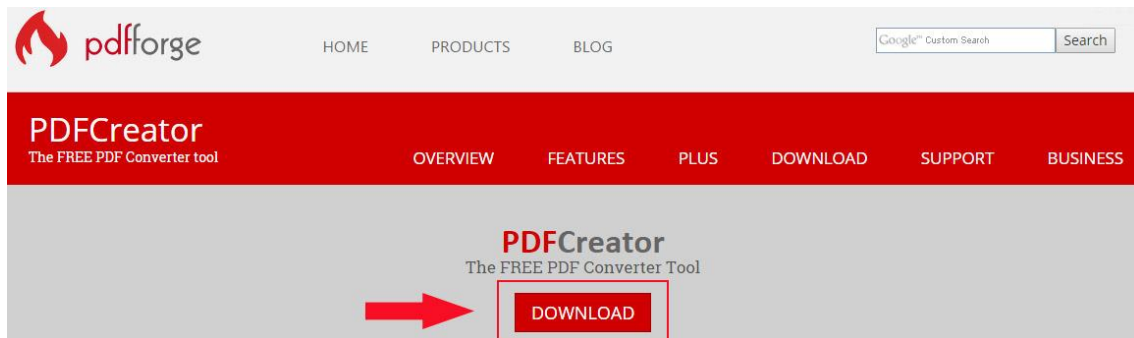 pdfforge
HOME PRODUCTS BLOG
Google™ Custom Search Search
PDFCreator
The FREE PDF Converter tool
OVERVIEW FEATURES PLUS DOWNLOAD SUPPORT BUSINESS
PDFCreator
The FREE PDF Converter Tool
DOWNLOAD